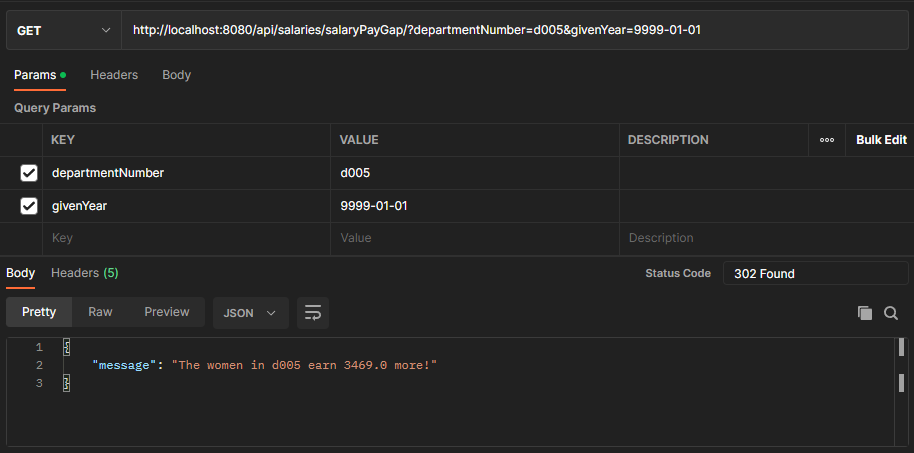 GET http://localhost:8080/api/salaries/salaryPayGap/?departmentNumber=d005&givenYear=9999-01-01
Params Headers Body
Query Params
KEY VALUE DESCRIPTION ooo Bulk Edit
departmentNumber d005
givenYear 9999-01-01
Key Value Description
Body Headers (5) Status Code 302 Found
Pretty Raw Preview JSON
1 {
2 "message": "The women in d005 earn 3469.0 more!"
3 }